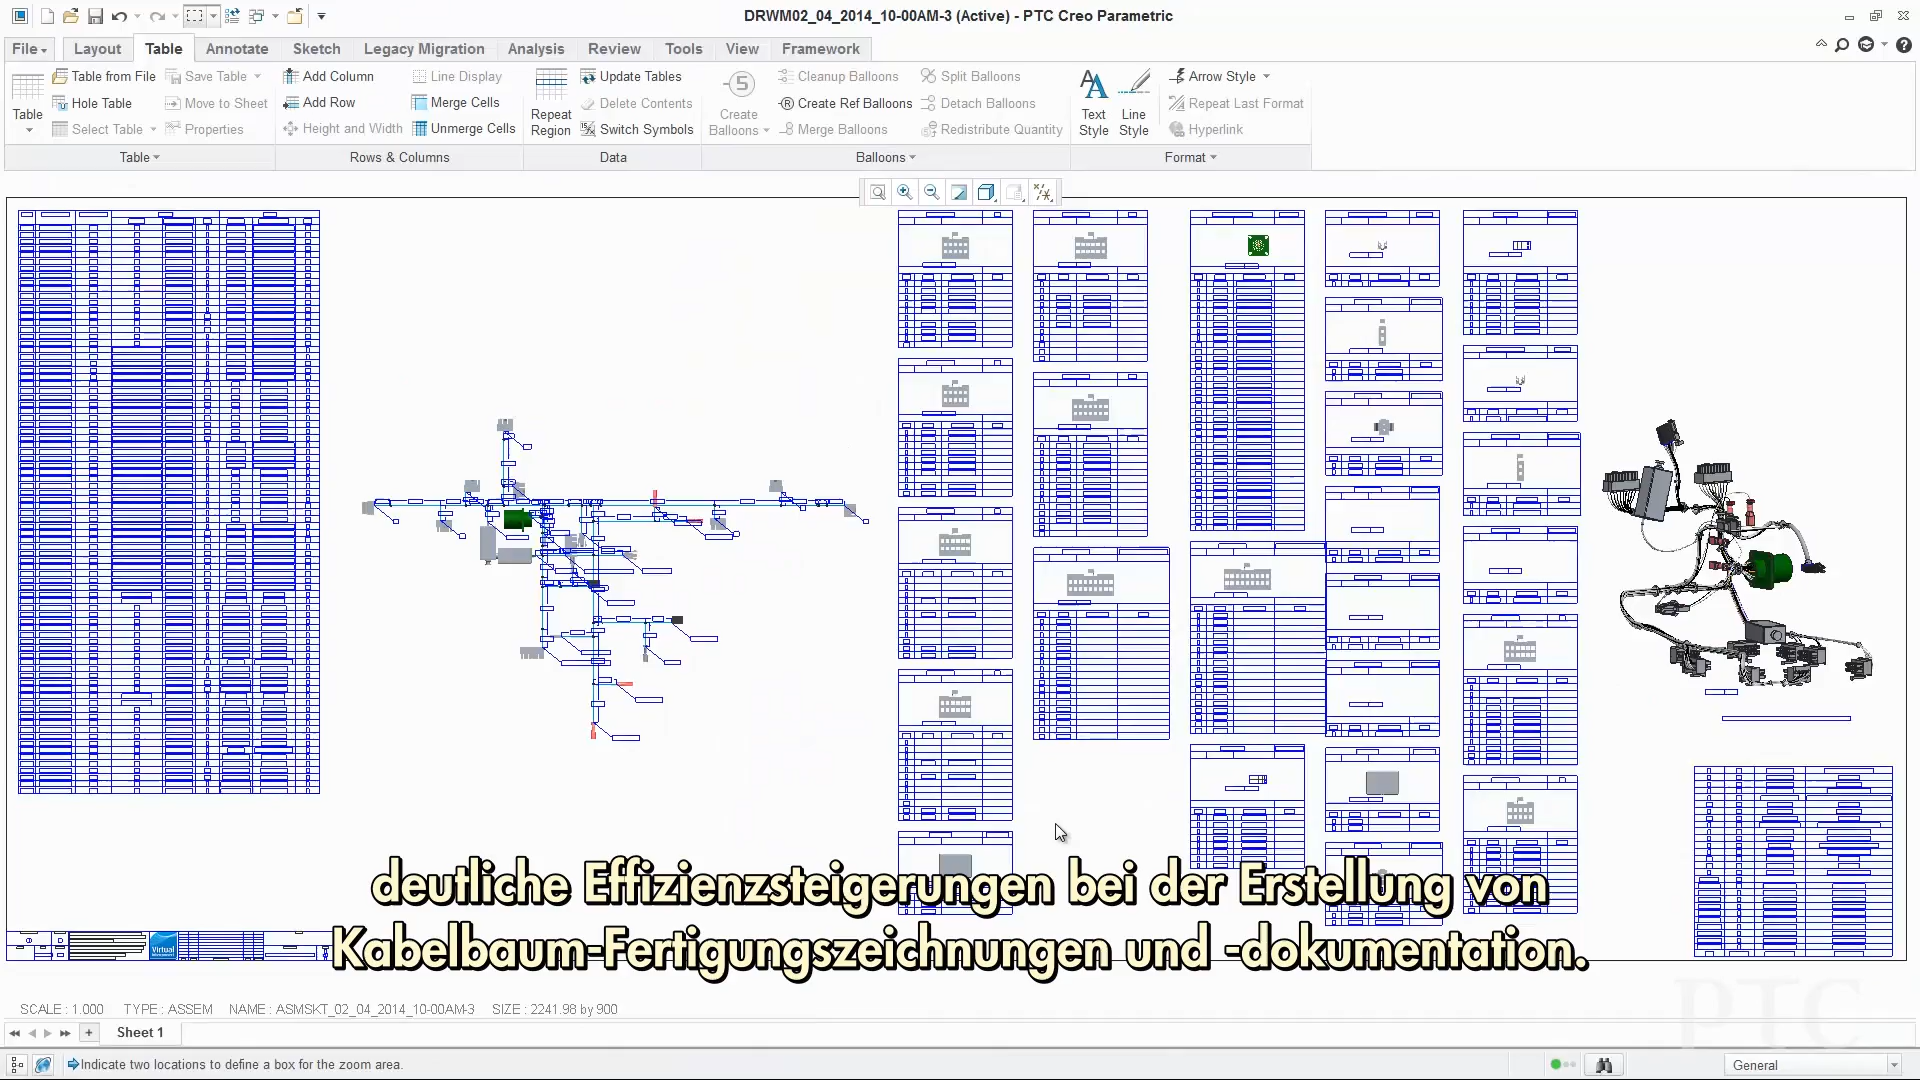 DRWM02_04_2014_10-00AM-3 (Active) - PTC Creo Parametric
File Layout Table Annotate Sketch Legacy Migration Analysis Review Tools View Framework
Table from File Save Table Add Column Line Display Update Tables Cleanup Balloons Split Balloons Arrow Style
Hole Table Move to Sheet Add Row Merge Cells Delete Contents Create Ref Balloons Detach Balloons Repeat Last Format
Table Repeat Region Create Balloons Text Style Line Style
Select Table Properties Height and Width Unmerge Cells Switch Symbols Merge Balloons Redistribute Quantity Hyperlink
Table Rows & Columns Data Balloons Format
deutliche Effizienzsteigerungen bei der Erstellung von
Kabelbaum-Fertigungszeichnungen und -dokumentation.
Virtual
SCALE : 1.000 TYPE : ASSEM NAME : ASMSKT_02_04_2014_10-00AM-3 SIZE : 2241.98 by 900
PTC
Sheet 1
Indicate two locations to define a box for the zoom area.
General